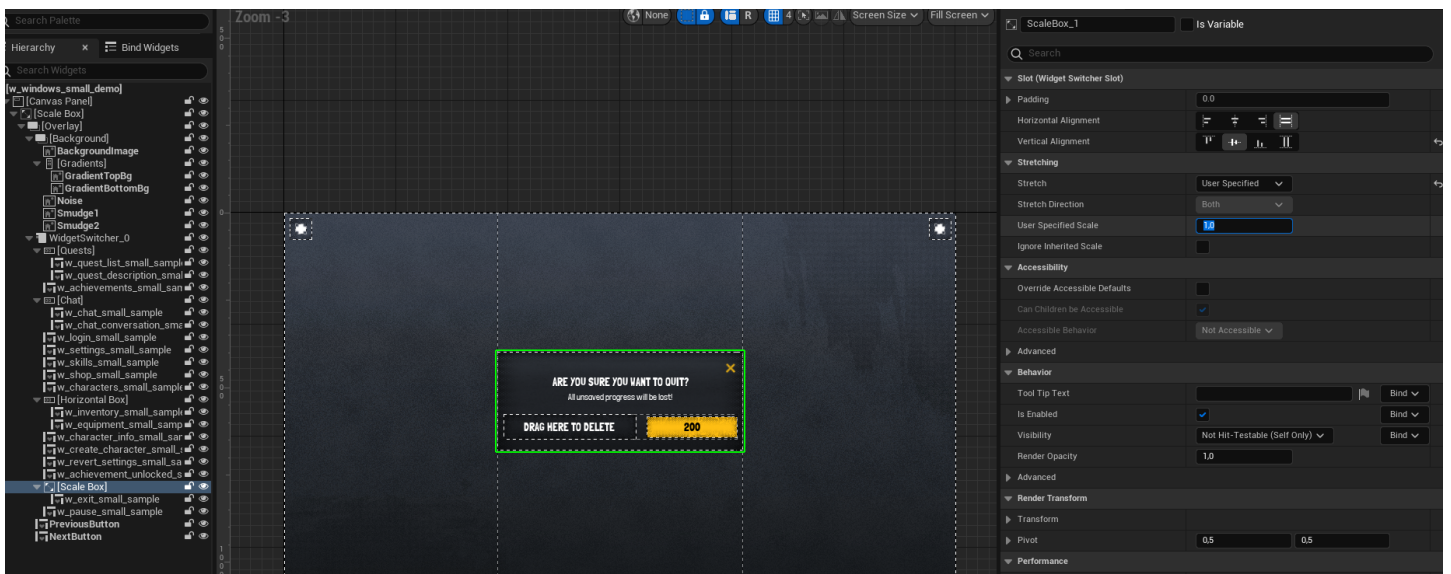 Search Palette
Hierarchy × Bind Widgets
Search Widgets
[w_windows_small_demo]
[Canvas Panel]
[Scale Box]
[Overlay]
[Background]
BackgroundImage
[Gradients]
GradientTopBg
GradientBottomBg
Noise
Smudge1
Smudge2
WidgetSwitcher_0
[Quests]
w_quest_list_small_sampl
w_quest_description_smal
w_achievements_small_sam
[Chat]
w_chat_small_sample
w_chat_conversation_sma
w_login_small_sample
w_settings_small_sample
w_skills_small_sample
w_shop_small_sample
w_characters_small_sample
[Horizontal Box]
w_inventory_small_sample
w_equipment_small_samp
w_character_info_small_sar
w_create_character_small_
w_revert_settings_small_sa
w_achievement_unlocked_s
[Scale Box]
w_exit_small_sample
w_pause_small_sample
PreviousButton
NextButton
Zoom -3
None R 4 Screen Size Fill Screen
ARE YOU SURE YOU WANT TO QUIT?
All unsaved progress will be lost!
DRAG HERE TO DELETE 200
ScaleBox_1 Is Variable
Search
Slot (Widget Switcher Slot)
Padding 0.0
Horizontal Alignment
Vertical Alignment
Stretching
Stretch User Specified
Stretch Direction Both
User Specified Scale 1,0
Ignore Inherited Scale
Accessibility
Override Accessible Defaults
Can Children be Accessible
Accessible Behavior Not Accessible
Advanced
Behavior
Tool Tip Text Bind
Is Enabled Bind
Visibility Not Hit-Testable (Self Only) Bind
Render Opacity 1,0
Advanced
Render Transform
Transform
Pivot 0,5 0,5
Performance